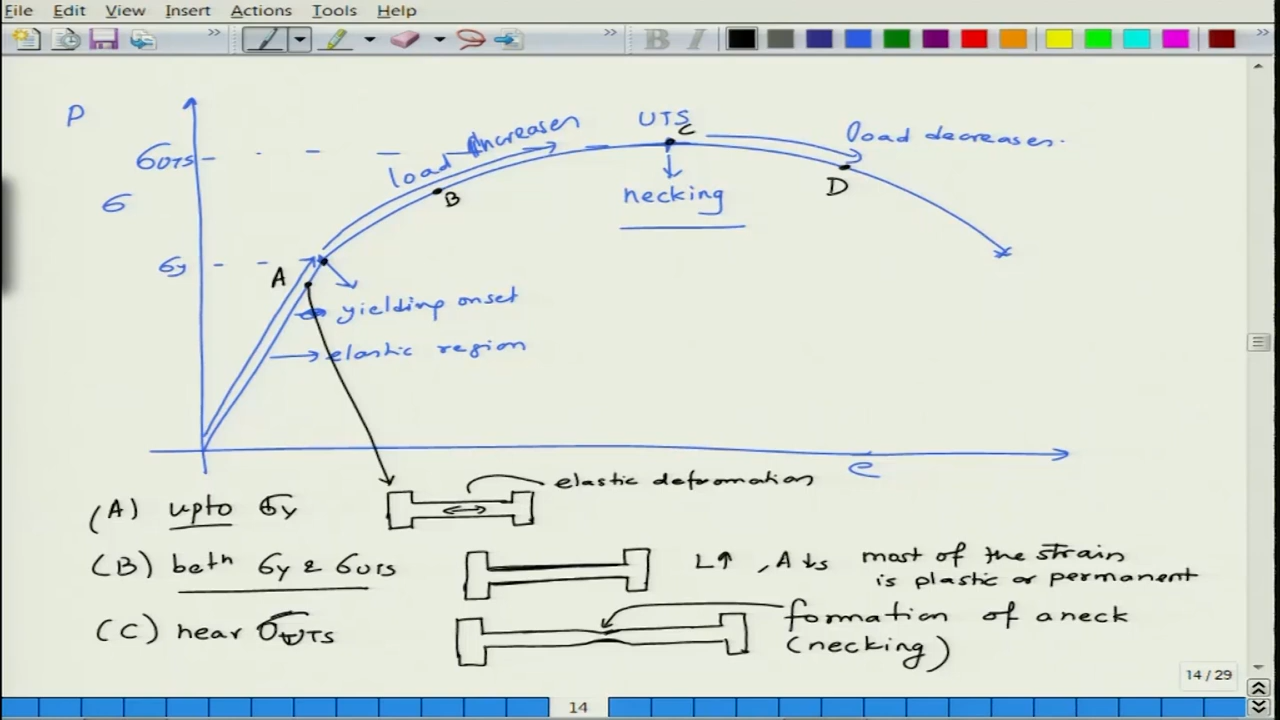 File Edit View Insert Actions Tools Help
B I
P
UTS
C
load increases
load decreases.
σUTS
σ
B
necking
D
σy
A
yielding onset
elastic region
e
elastic deformation
(A) upto σy
(B) betn σy & σUTS
L↑ , A↓s most of the strain
is plastic or permanent
(C) near σUTS
formation of a neck
(necking)
14 / 29
14